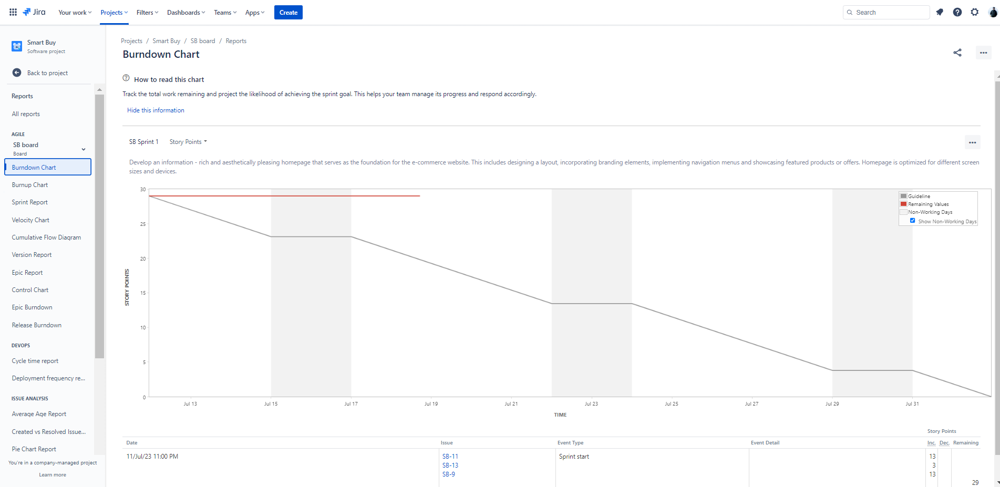 Jira Your work Projects Filters Dashboards Teams Apps Create Search
Smart Buy
Software project
Back to project
Reports
All reports
AGILE
SB board
Board
Burndown Chart
Burnup Chart
Sprint Report
Velocity Chart
Cumulative Flow Diagram
Version Report
Epic Report
Control Chart
Epic Burndown
Release Burndown
DEVOPS
Cycle time report
Deployment frequency re...
ISSUE ANALYSIS
Average Age Report
Created vs Resolved Issue...
Pie Chart Report
You're in a company-managed project
Learn more
Projects / Smart Buy / SB board / Reports
Burndown Chart
How to read this chart
Track the total work remaining and project the likelihood of achieving the sprint goal. This helps your team manage its progress and respond accordingly.
Hide this information
SB Sprint 1 Story Points
Develop an information - rich and aesthetically pleasing homepage that serves as the foundation for the e-commerce website. This includes designing a layout, incorporating branding elements, implementing navigation menus and showcasing featured products or offers. Homepage is optimized for different screen
sizes and devices.
STORY POINTS
30
25
20
15
10
5
0
Guideline
Remaining Values
Non-Working Days
Show Non-Working Days
Jul 13 Jul 15 Jul 17 Jul 19 Jul 21 Jul 23 Jul 25 Jul 27 Jul 29 Jul 31
TIME
Story Points
Date Issue Event Type Event Detail Inc. Dec. Remaining
11/Jul/23 11:00 PM SB-11 Sprint start 13
SB-13 3
SB-9 13
29